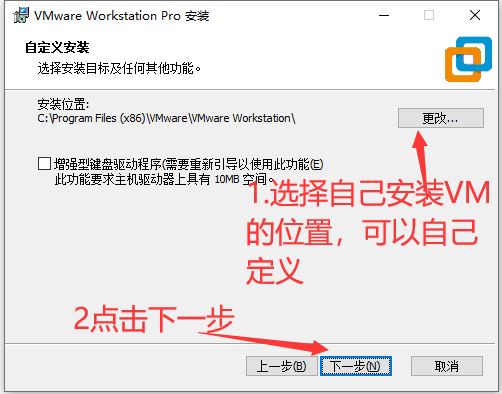 VMware Workstation Pro 安装
自定义安装
选择安装目标及任何其他功能。
安装位置:
C:\Program Files (x86)\VMware\VMware Workstation\
更改...
增强型键盘驱动程序(需要重新引导以使用此功能(E)
此功能要求主机驱动器上具有 10MB 空间。
1.选择自己安装VM
的位置，可以自己
定义
2点击下一步
上一步(B)
下一步(N)
取消